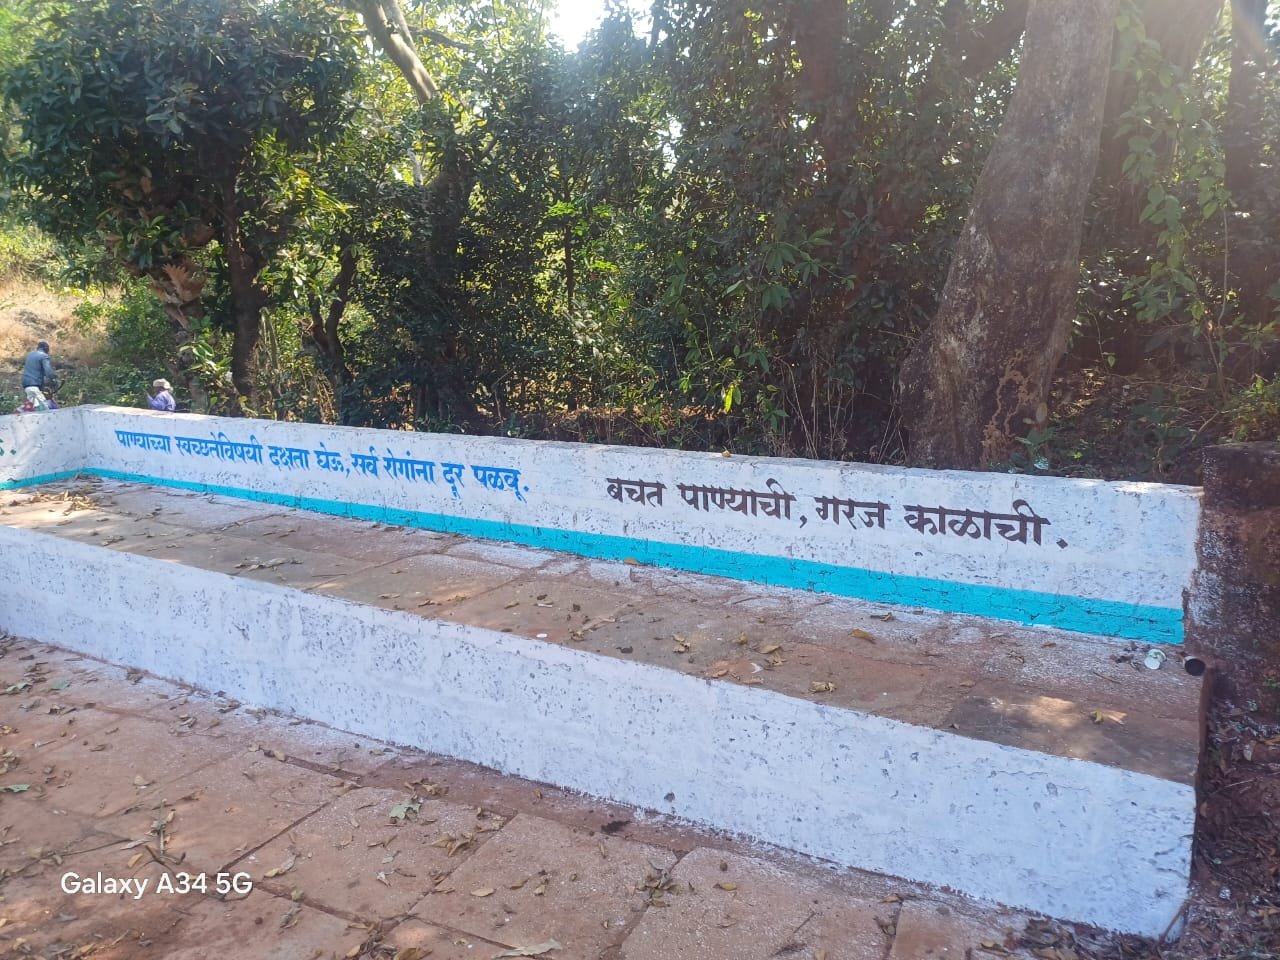 पाण्याच्या स्वच्छतेविषयी दक्षता घेऊ, सर्व रोगांना दूर पळवू.
बचत पाण्याची, गरज काळाची.
Galaxy A34 5G